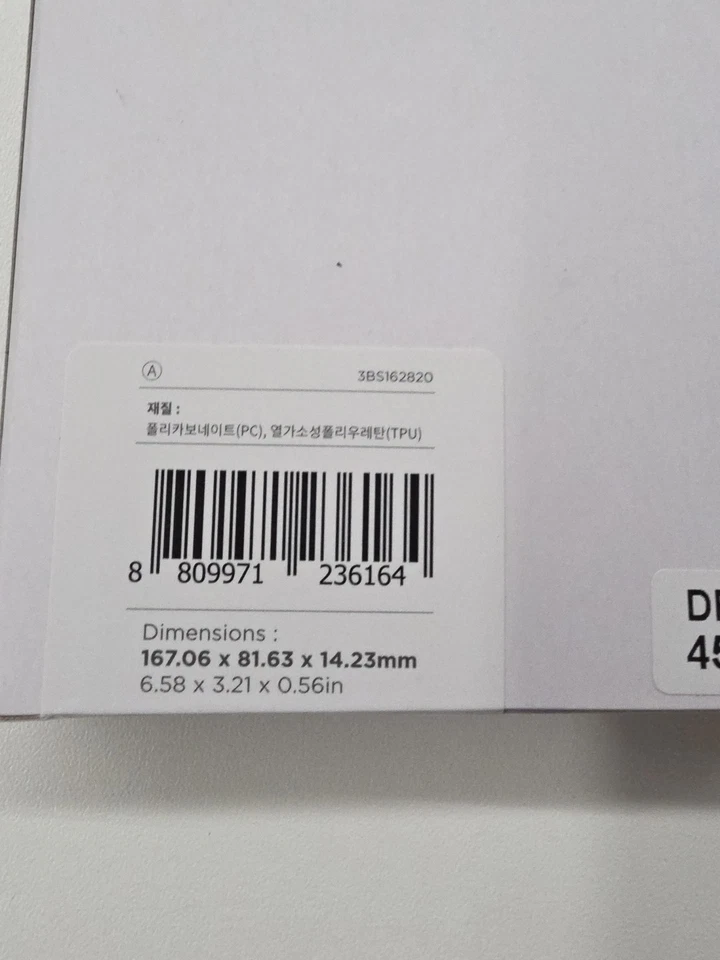 Ⓐ 3BS162820
재질 :
폴리카보네이트(PC), 열가소성폴리우레탄(TPU)
8 809971 236164
Dimensions :
167.06 x 81.63 x 14.23mm
6.58 x 3.21 x 0.56in
45